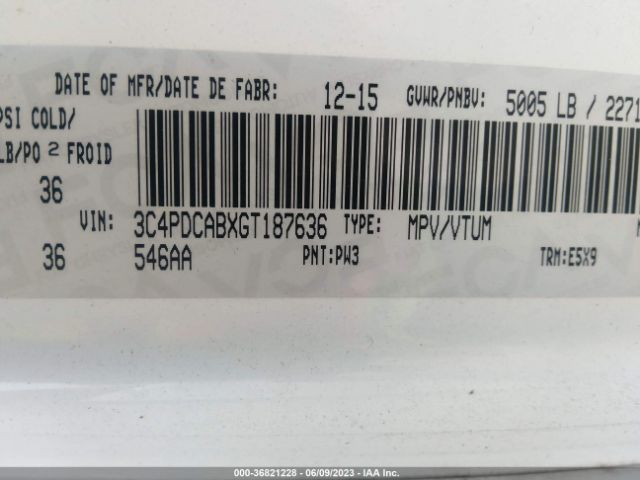 DATE OF MFR/DATE DE FABR: 12-15 GVWR/PNBV: 5005 LB / 2271
PSI COLD/
LB/PO 2 FROID
36
VIN: 3C4PDCABXGT187636 TYPE: MPV/VTUM
36 546AA PNT:PW3 TRM:E5X9
000-36821228 - 06/09/2023 - IAA Inc.